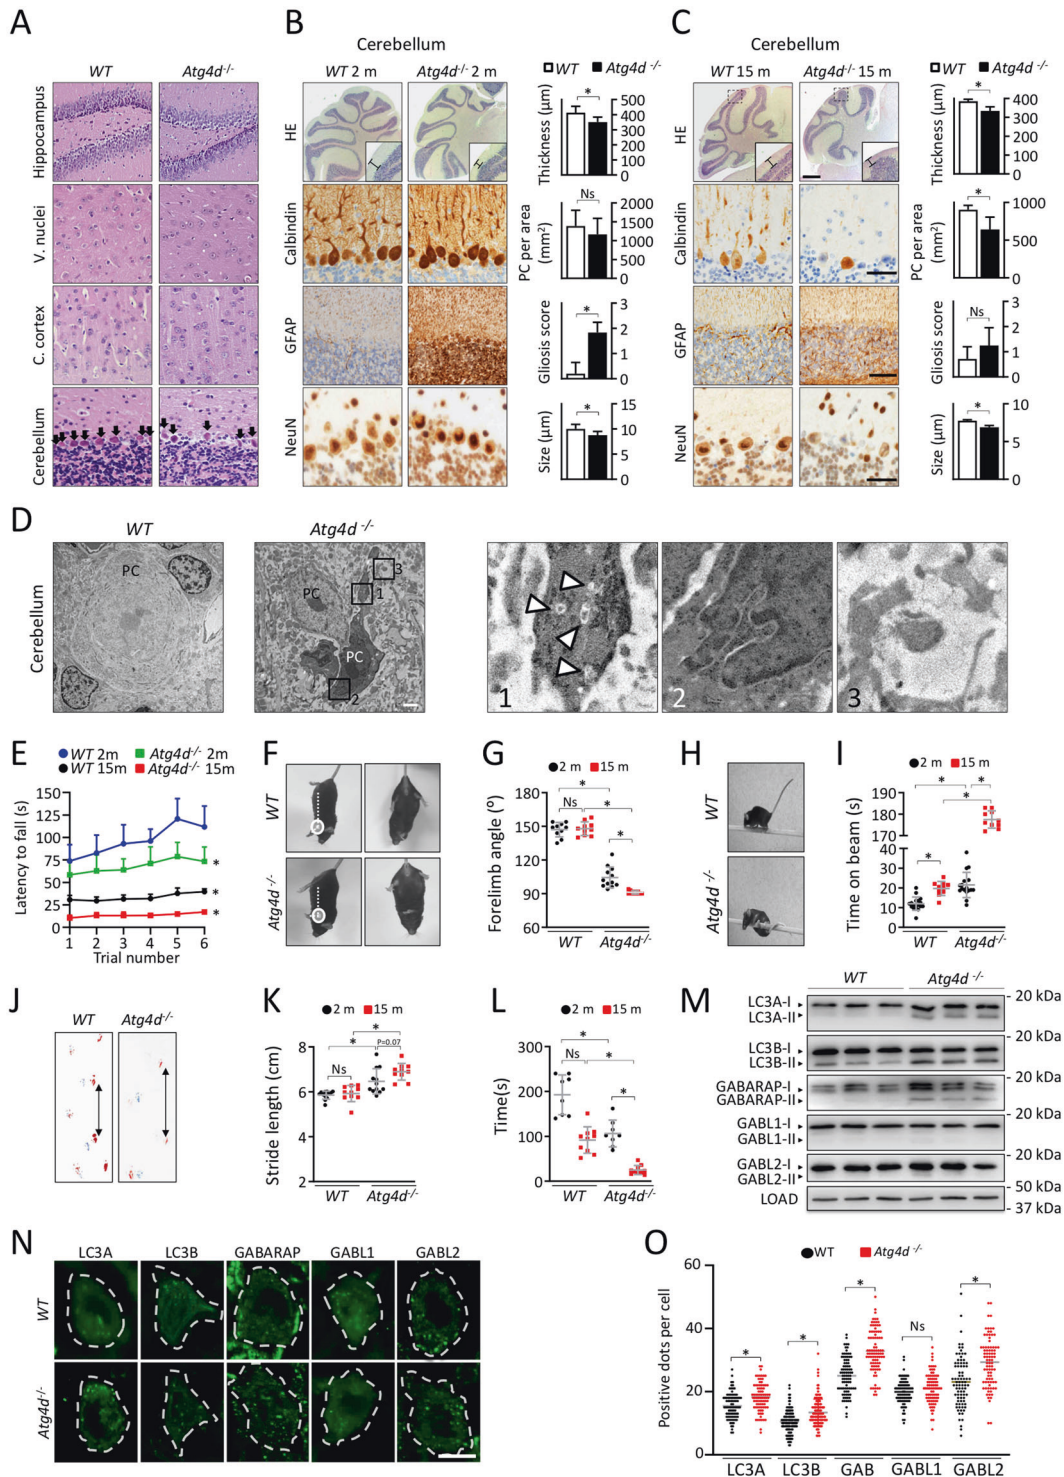 A
WT
Atg4d-/-
Hippocampus
V. nuclei
C. cortex
Cerebellum
B
Cerebellum
WT 2 m
Atg4d-/- 2 m
WT
Atg4d -/-
HE
Calbindin
GFAP
NeuN
*
500
400
300
200
100
0
Thickness (µm)
Ns
2000
1500
1000
500
0
PC per area
(mm2)
*
3
2
1
0
Gliosis score
*
15
10
5
0
Size (µm)
C
Cerebellum
WT 15 m
Atg4d-/- 15 m
WT
Atg4d -/-
HE
Calbindin
GFAP
NeuN
*
400
300
200
100
0
Thickness (µm)
*
1000
500
0
PC per area
(mm2)
Ns
3
2
1
0
Gliosis score
*
10
5
0
Size (µm)
D
WT
Atg4d -/-
Cerebellum
PC
PC
PC
1
2
3
1
2
3
E
WT 2m
Atg4d-/- 2m
WT 15m
Atg4d-/- 15m
Latency to fall (s)
150
125
100
75
50
25
0
*
*
*
1 2 3 4 5 6
Trial number
F
WT
Atg4d -/-
G
2 m
15 m
Forelimb angle (º)
180
150
120
90
60
*
Ns
*
*
WT
Atg4d-/-
H
WT
Atg4d -/-
I
2 m
15 m
Time on beam (s)
190
180
170
40
30
20
10
0
*
*
*
*
WT
Atg4d-/-
J
WT
Atg4d-/-
K
2 m
15 m
Stride length (cm)
8
6
4
2
*
*
P=0.07
Ns
WT
Atg4d-/-
L
2 m
15 m
Time(s)
300
200
100
0
*
Ns
*
*
WT
Atg4d-/-
M
WT
Atg4d -/-
LC3A-I
LC3A-II
LC3B-I
LC3B-II
GABARAP-I
GABARAP-II
GABL1-I
GABL1-II
GABL2-I
GABL2-II
LOAD
- 20 kDa
- 20 kDa
- 20 kDa
- 20 kDa
- 20 kDa
- 50 kDa
- 37 kDa
N
LC3A
LC3B
GABARAP
GABL1
GABL2
WT
Atg4d-/-
O
WT
Atg4d -/-
Positive dots per cell
60
40
20
0
*
*
*
Ns
*
LC3A
LC3B
GAB
GABL1
GABL2